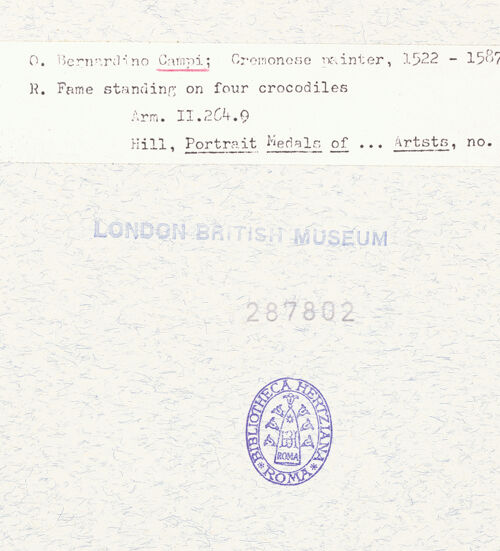 O. Bernardino Campi; Cremonese painter, 1522 - 1587
R. Fame standing on four crocodiles
Arm. II.264.9
Hill, Portrait Medals of ... Artsts, no.
LONDON BRITISH MUSEUM
287802
BIBLIOTHECA HERTZIANA
ROMA
* ROMA *